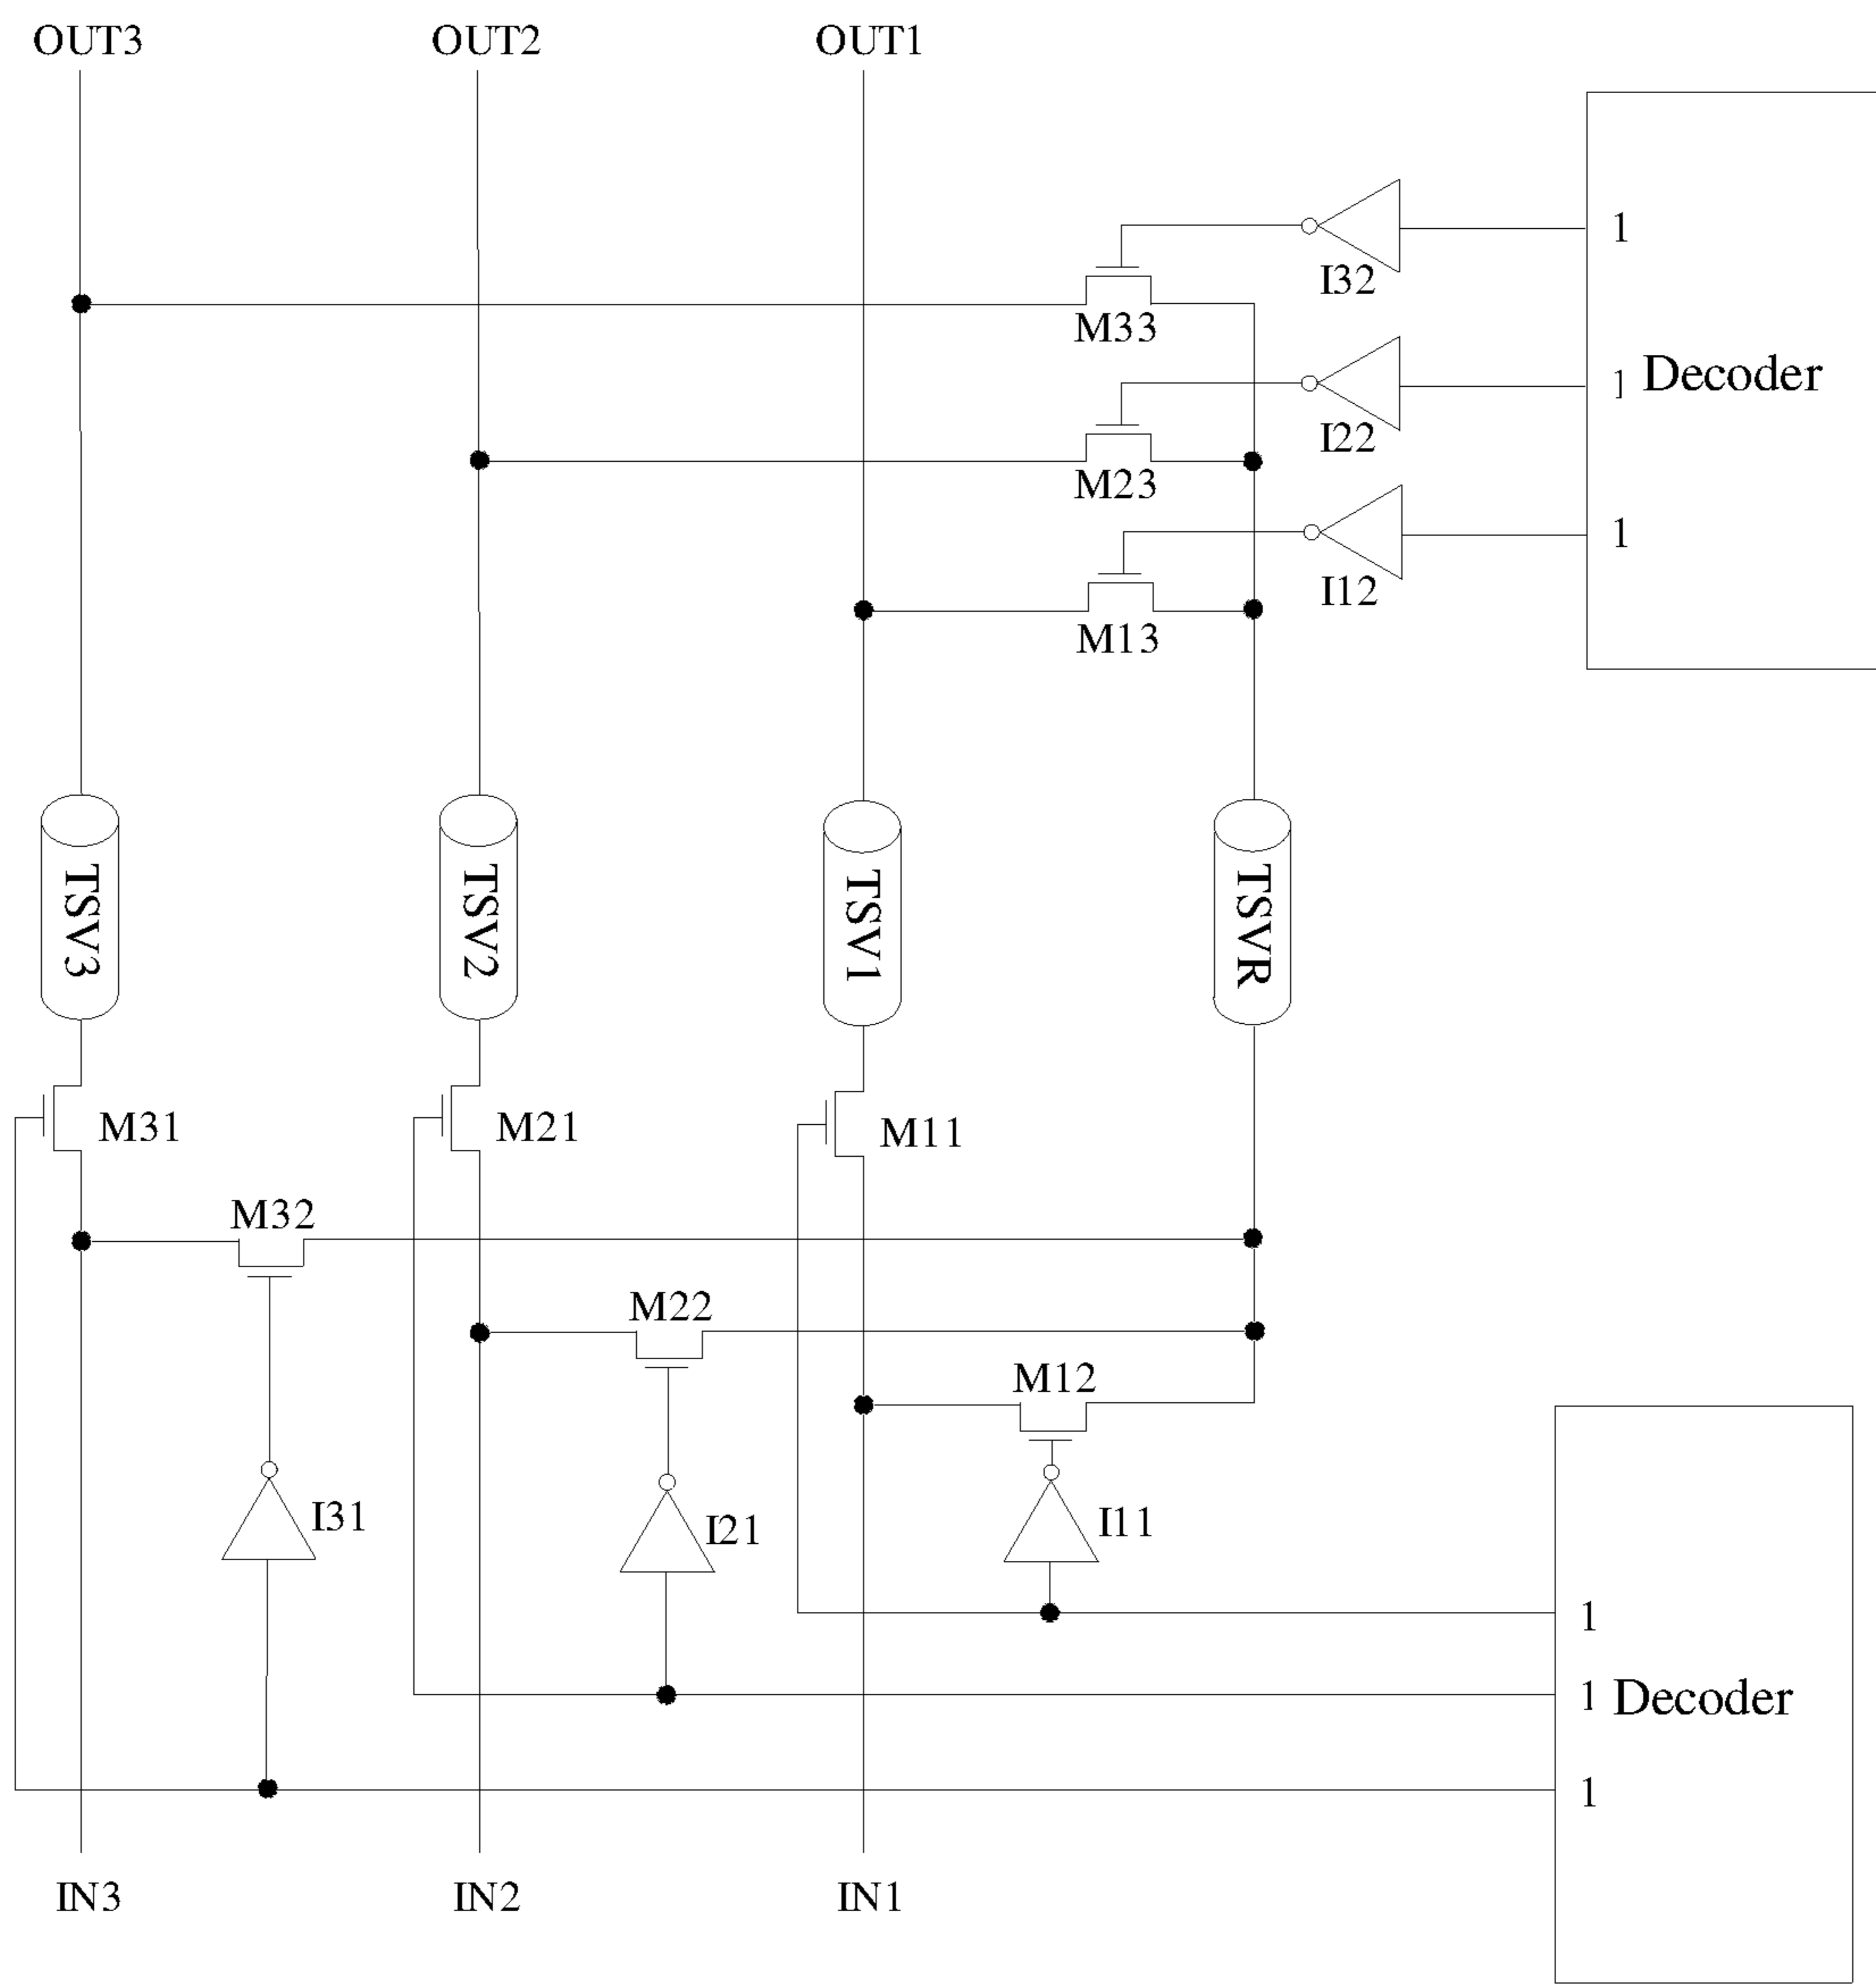 OUT3 OUT2 OUT1
1
I32
M33
1 Decoder
I22
M23
1
I12
M13
TSV3
TSV2
TSV1
TSVR
M31
M21
M11
M32
M22
M12
I31
I21
I11
1
1 Decoder
1
IN3 IN2 IN1